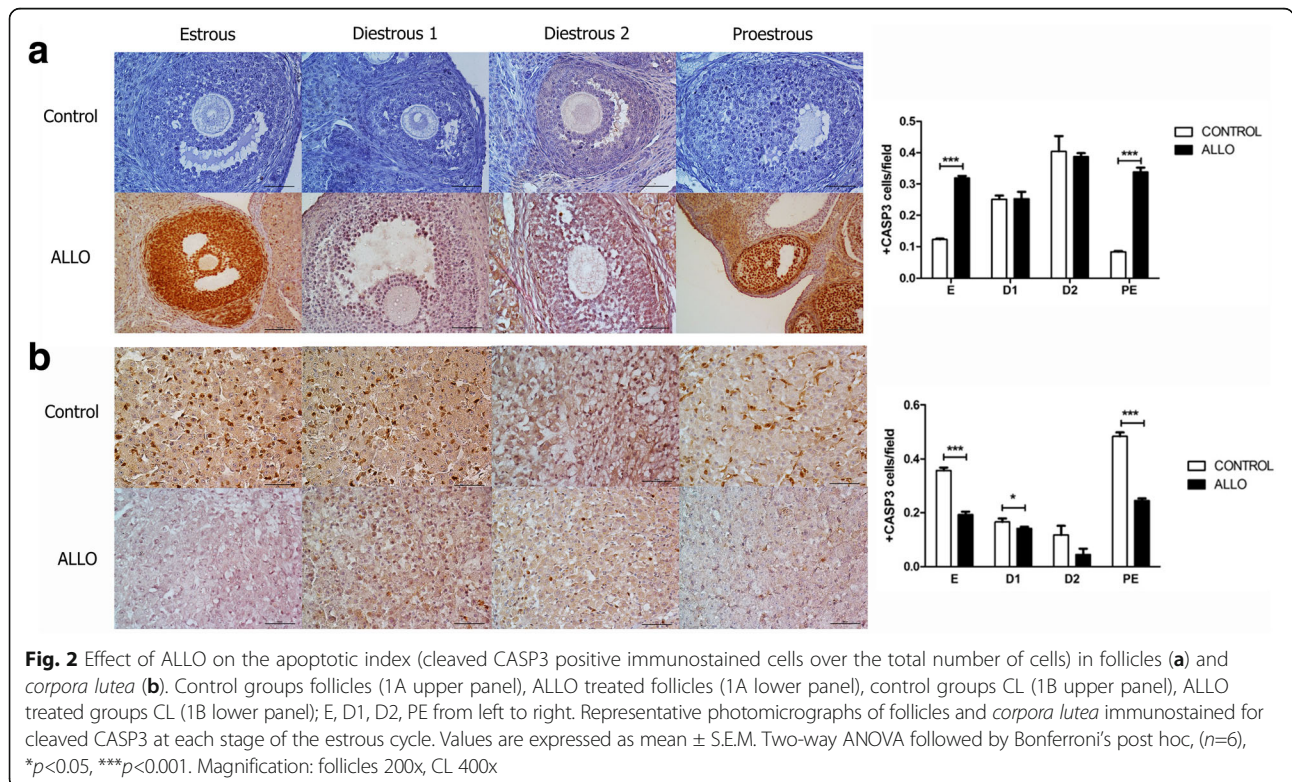 Estrous Diestrous 1 Diestrous 2 Proestrous
a
Control
ALLO
0.5
0.4
0.3
0.2
0.1
0.0
+CASP3 cells/field
***
***
E D1 D2 PE
CONTROL
ALLO
b
Control
ALLO
0.6
0.4
0.2
0.0
+CASP3 cells/field
***
*
***
E D1 D2 PE
CONTROL
ALLO
Fig. 2 Effect of ALLO on the apoptotic index (cleaved CASP3 positive immunostained cells over the total number of cells) in follicles (a) and
corpora lutea (b). Control groups follicles (1A upper panel), ALLO treated follicles (1A lower panel), control groups CL (1B upper panel), ALLO
treated groups CL (1B lower panel); E, D1, D2, PE from left to right. Representative photomicrographs of follicles and corpora lutea immunostained for
cleaved CASP3 at each stage of the estrous cycle. Values are expressed as mean ± S.E.M. Two-way ANOVA followed by Bonferroni's post hoc, (n=6),
*p<0.05, ***p<0.001. Magnification: follicles 200x, CL 400x